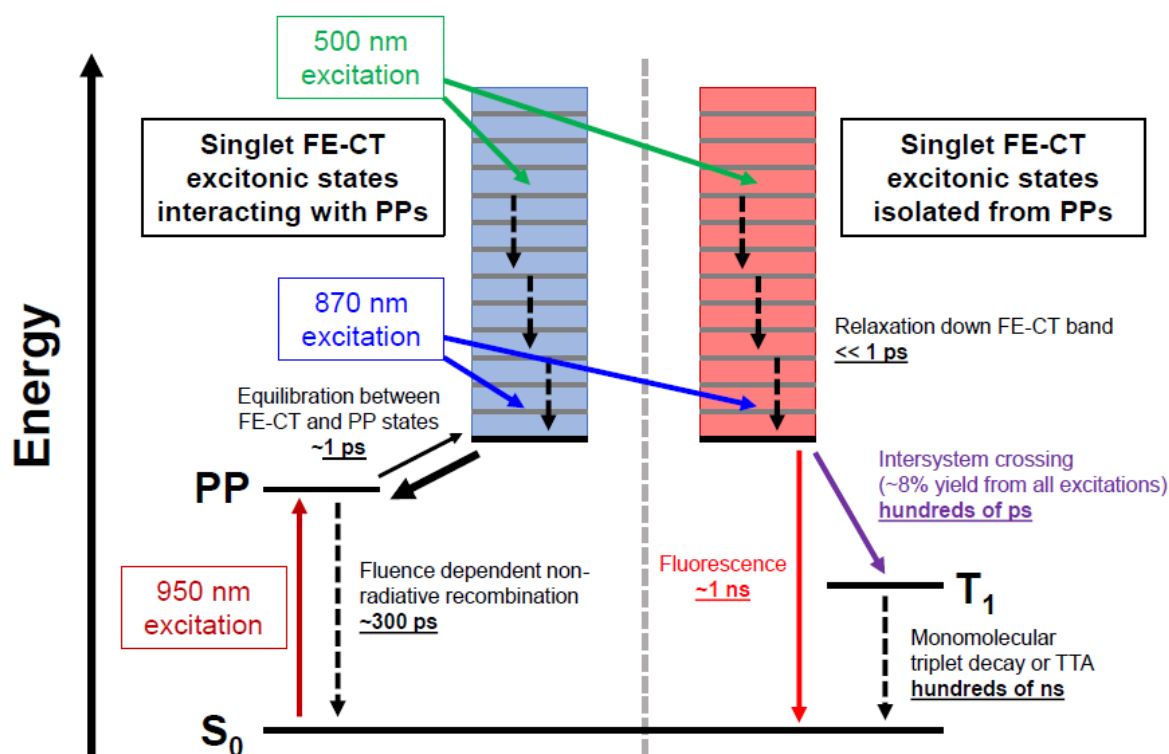 500 nm
excitation
Singlet FE-CT
excitonic states
interacting with PPs
Singlet FE-CT
excitonic states
isolated from PPs
870 nm
excitation
Relaxation down FE-CT band
<< 1 ps
Equilibration between
FE-CT and PP states
~1 ps
Energy
PP
Intersystem crossing
(~8% yield from all excitations)
hundreds of ps
950 nm
excitation
Fluence dependent non-
radiative recombination
~300 ps
Fluorescence
~1 ns
T1
Monomolecular
triplet decay or TTA
hundreds of ns
S0